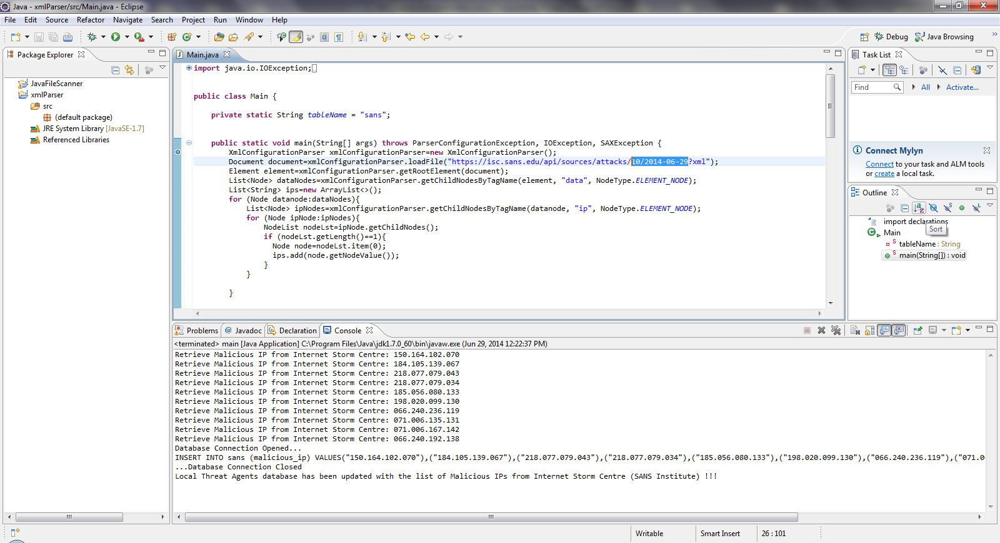 Java - xmlParser/src/Main.java - Eclipse
File Edit Source Refactor Navigate Search Project Run Window Help
Debug Java Browsing
Package Explorer
JavaFileScanner
xmlParser
src
(default package)
JRE System Library [JavaSE-1.7]
Referenced Libraries
Main.java
import java.io.IOException;
public class Main {
private static String tableName = "sans";
public static void main(String[] args) throws ParserConfigurationException, IOException, SAXException {
XmlConfigurationParser xmlConfigurationParser=new XmlConfigurationParser();
Document document=xmlConfigurationParser.loadFile("https://isc.sans.edu/api/sources/attacks/10/2014-06-29?xml");
Element element=xmlConfigurationParser.getRootElement(document);
List<Node> dataNodes=xmlConfigurationParser.getChildNodesByTagName(element, "data", NodeType.ELEMENT_NODE);
List<String> ips=new ArrayList<>();
for (Node datanode:dataNodes){
List<Node> ipNodes=xmlConfigurationParser.getChildNodesByTagName(datanode, "ip", NodeType.ELEMENT_NODE);
for (Node ipNode:ipNodes){
NodeList nodeLst=ipNode.getChildNodes();
if (nodeLst.getLength()==1){
Node node=nodeLst.item(0);
ips.add(node.getNodeValue());
}
}
}
Task List
Find All Activate...
Connect Mylyn
Connect to your task and ALM tools
or create a local task.
Outline
import declarations
Main
Sort
tableName : String
main(String[]) : void
Problems @ Javadoc Declaration Console
<terminated> main [Java Application] C:\Program Files\Java\jdk1.7.0_60\bin\javaw.exe (Jun 29, 2014 12:22:37 PM)
Retrieve Malicious IP from Internet Storm Centre: 150.164.102.070
Retrieve Malicious IP from Internet Storm Centre: 184.105.139.067
Retrieve Malicious IP from Internet Storm Centre: 218.077.079.043
Retrieve Malicious IP from Internet Storm Centre: 218.077.079.034
Retrieve Malicious IP from Internet Storm Centre: 185.056.080.133
Retrieve Malicious IP from Internet Storm Centre: 198.020.099.130
Retrieve Malicious IP from Internet Storm Centre: 066.240.236.119
Retrieve Malicious IP from Internet Storm Centre: 071.006.135.131
Retrieve Malicious IP from Internet Storm Centre: 071.006.167.142
Retrieve Malicious IP from Internet Storm Centre: 066.240.192.138
Database Connection Opened...
INSERT INTO sans (malicious_ip) VALUES("150.164.102.070"),("184.105.139.067"),("218.077.079.043"),("218.077.079.034"),("185.056.080.133"),("198.020.099.130"),("066.240.236.119"),("071.0
...Database Connection Closed
Local Threat Agents database has been updated with the list of Malicious IPs from Internet Storm Centre (SANS Institute) !!!
Writable Smart Insert 26 : 101